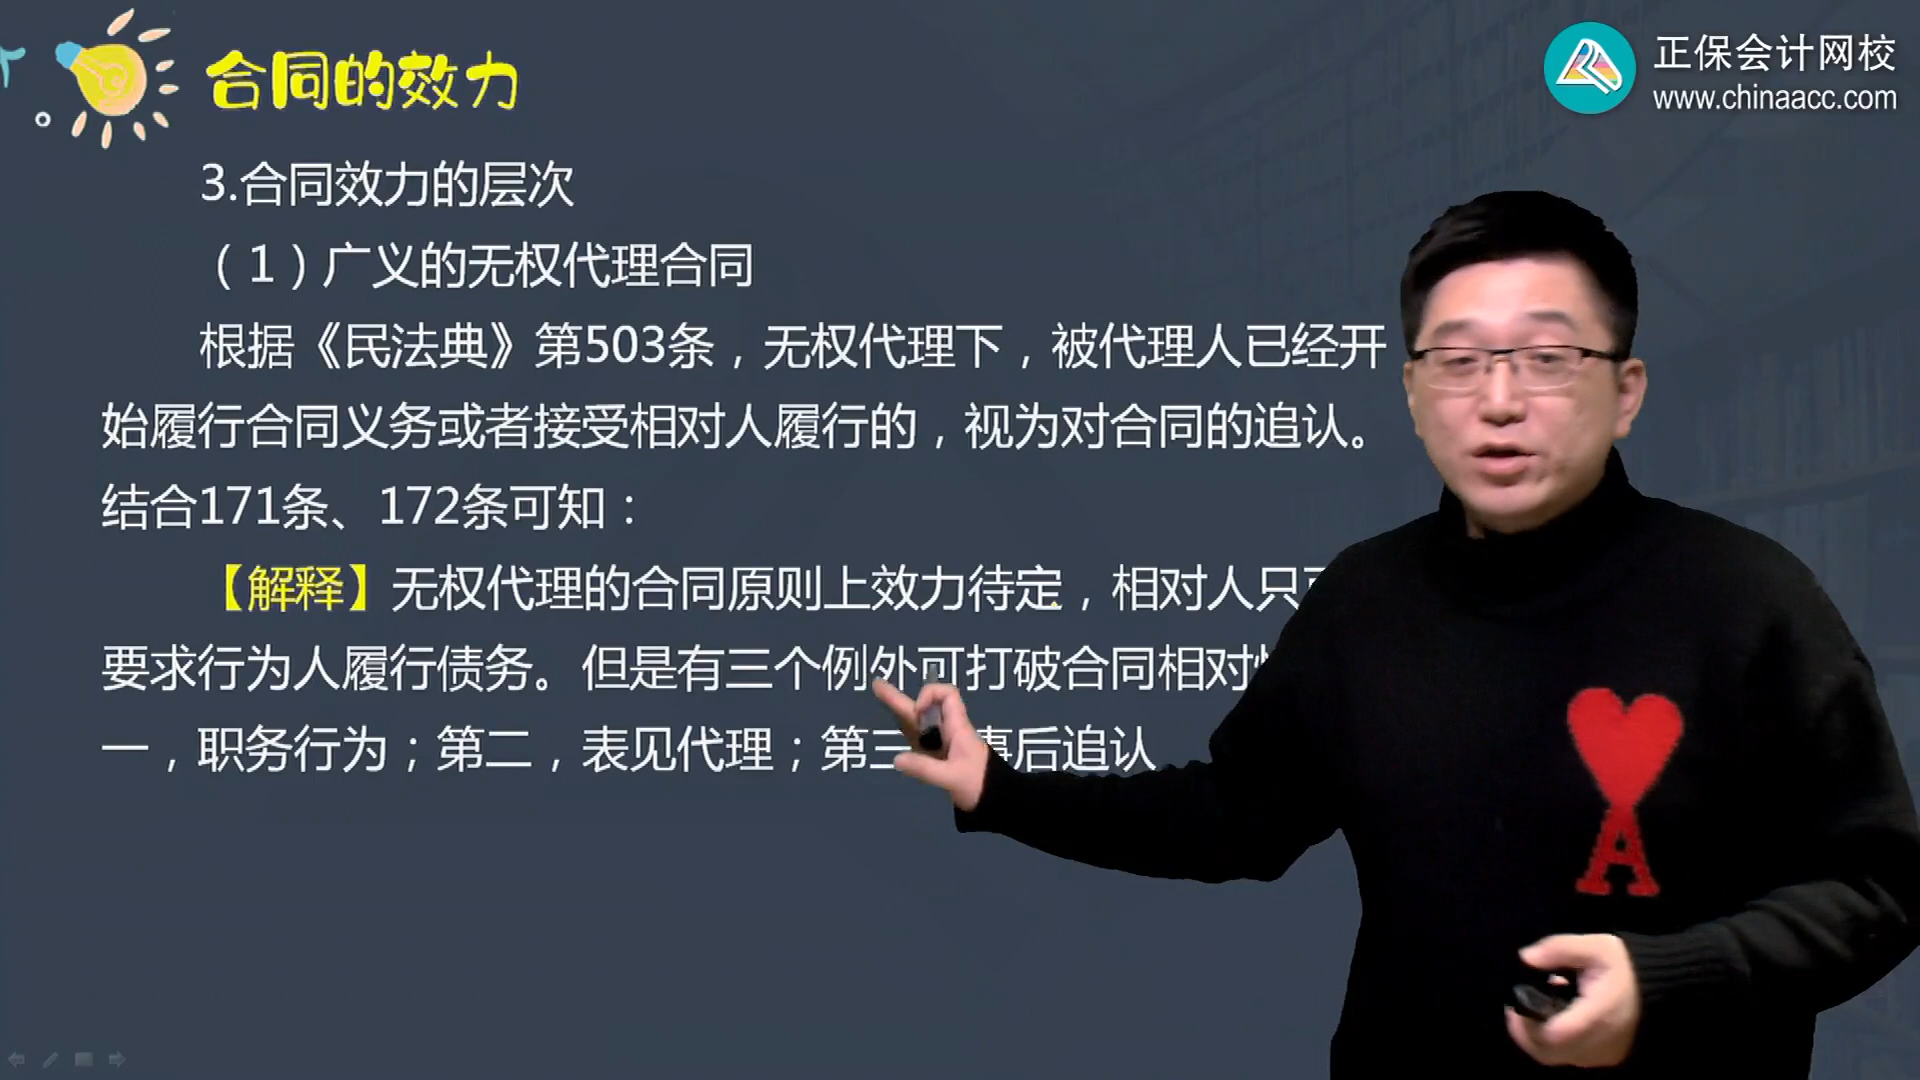 合同的效力
正保会计网校
www.chinaacc.com
3.合同效力的层次
（1）广义的无权代理合同
根据《民法典》第503条，无权代理下，被代理人已经开
始履行合同义务或者接受相对人履行的，视为对合同的追认。
结合171条、172条可知：
【解释】无权代理的合同原则上效力待定，相对人只
要求行为人履行债务。但是有三个例外可打破合同相对
一，职务行为；第二，表见代理；第三 事后追认
A